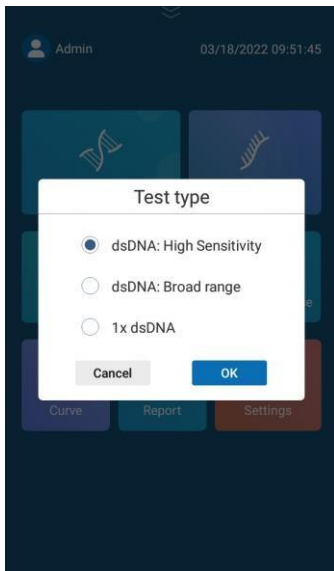 Admin
03/18/2022 09:51:45
Test type
dsDNA: High Sensitivity
dsDNA: Broad range
1x dsDNA
Cancel
OK
Curve
Report
Settings